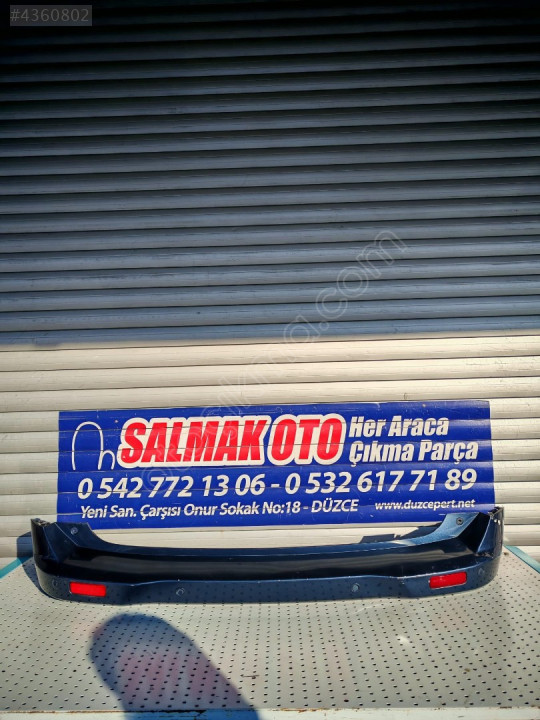 #4360802
SALMAK OTO
Her Araca
Çıkma Parça
0 542 772 13 06 - 0 532 617 71 89
Yeni San. Çarşısı Onur Sokak No:18 - DÜZCE www.duzcepert.net